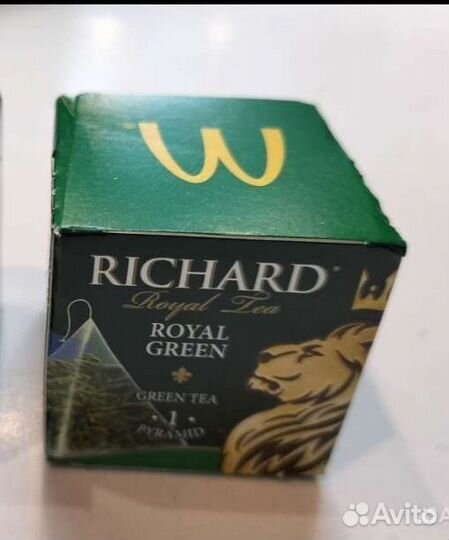 RICHARD®
Royal Tea
ROYAL
GREEN
GREEN TEA
• 1 •
PYRAMID
Avito